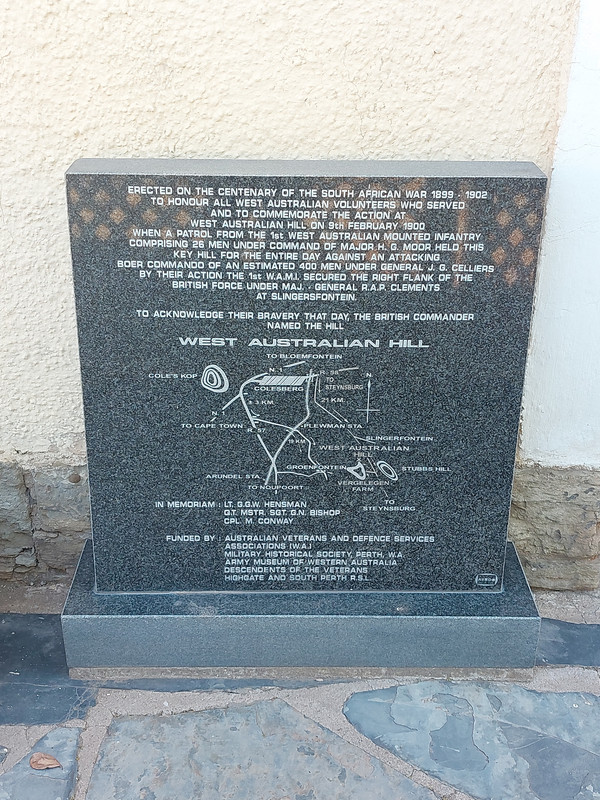 ERECTED ON THE CENTENARY OF THE SOUTH AFRICAN WAR 1899 - 1902
TO HONOUR ALL WEST AUSTRALIAN VOLUNTEERS WHO SERVED
AND TO COMMEMORATE THE ACTION AT
WEST AUSTRALIAN HILL ON 9th FEBRUARY 1900
WHEN A PATROL FROM THE 1st WEST AUSTRALIAN MOUNTED INFANTRY
COMPRISING 26 MEN UNDER COMMAND OF MAJOR H. G. MOOR HELD THIS
KEY HILL FOR THE ENTIRE DAY AGAINST AN ATTACKING
BOER COMMANDO OF AN ESTIMATED 400 MEN UNDER GENERAL J. G. CELLIERS
BY THEIR ACTION THE 1st W.A.M.I. SECURED THE RIGHT FLANK OF THE
BRITISH FORCE UNDER MAJ. - GENERAL R.A.P. CLEMENTS
AT SLINGERSFONTEIN.
TO ACKNOWLEDGE THEIR BRAVERY THAT DAY, THE BRITISH COMMANDER
NAMED THE HILL
WEST AUSTRALIAN HILL
TO BLOEMFONTEIN
COLE'S KOP
N. 1
R. 58
TO STEYNSBURG
N
COLESBERG
± 3 KM.
21 KM.
N.
TO CAPE TOWN
R. 57
PLEWMAN STA.
19 KM.
SLINGERFONTEIN
WEST AUSTRALIAN
HILL
GROENFONTEIN
STUBBS HILL
ARUNDEL STA.
VERGELEGEN
FARM
TO NOUPOORT
TO
STEYNSBURG
IN MEMORIAM : LT. G.G.W. HENSMAN
Q.T. MSTR. SGT. G.N. BISHOP
CPL. M. CONWAY
FUNDED BY : AUSTRALIAN VETERANS AND DEFENCE SERVICES
ASSOCIATIONS (W.A.)
MILITARY HISTORICAL SOCIETY, PERTH, W.A.
ARMY MUSEUM OF WESTERN AUSTRALIA
DESCENDENTS OF THE VETERANS
HIGHGATE AND SOUTH PERTH R.S.L.